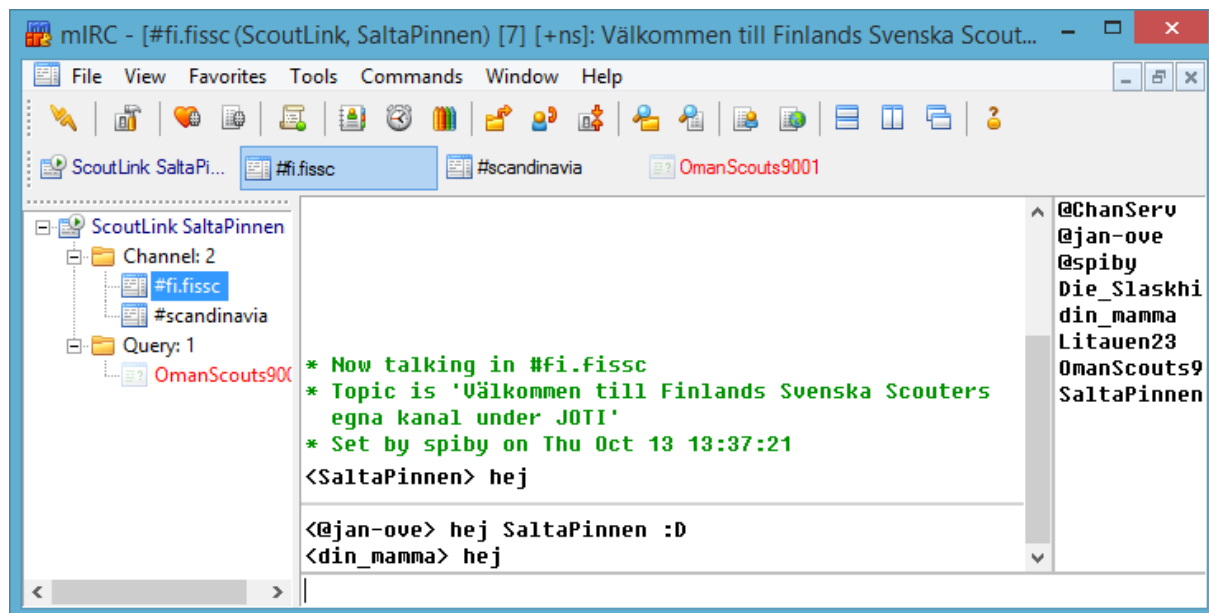 mIRC - [#fi.fissc (ScoutLink, SaltaPinnen) [7] [+ns]: Välkommen till Finlands Svenska Scout...
File View Favorites Tools Commands Window Help
ScoutLink SaltaPi... #fi.fissc #scandinavia OmanScouts9001
ScoutLink SaltaPinnen
Channel: 2
#fi.fissc
#scandinavia
Query: 1
OmanScouts900
* Now talking in #fi.fissc
* Topic is 'Välkommen till Finlands Svenska Scouters
egna kanal under JOTI'
* Set by spiby on Thu Oct 13 13:37:21
<SaltaPinnen> hej
<@jan-ove> hej SaltaPinnen :D
<din_mamma> hej
@ChanServ
@jan-ove
@spiby
Die_Slaskhi
din_mamma
Litauen23
OmanScouts9
SaltaPinnen